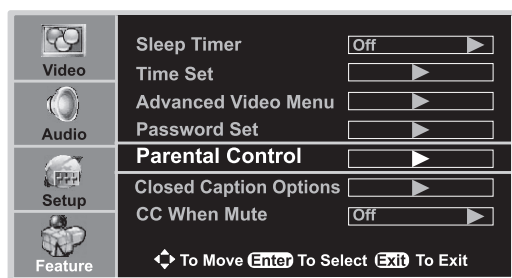 Video
Audio
Setup
Feature
Sleep Timer Off
Time Set
Advanced Video Menu
Password Set
Parental Control
Closed Caption Options
CC When Mute Off
To Move Enter To Select Exit To Exit